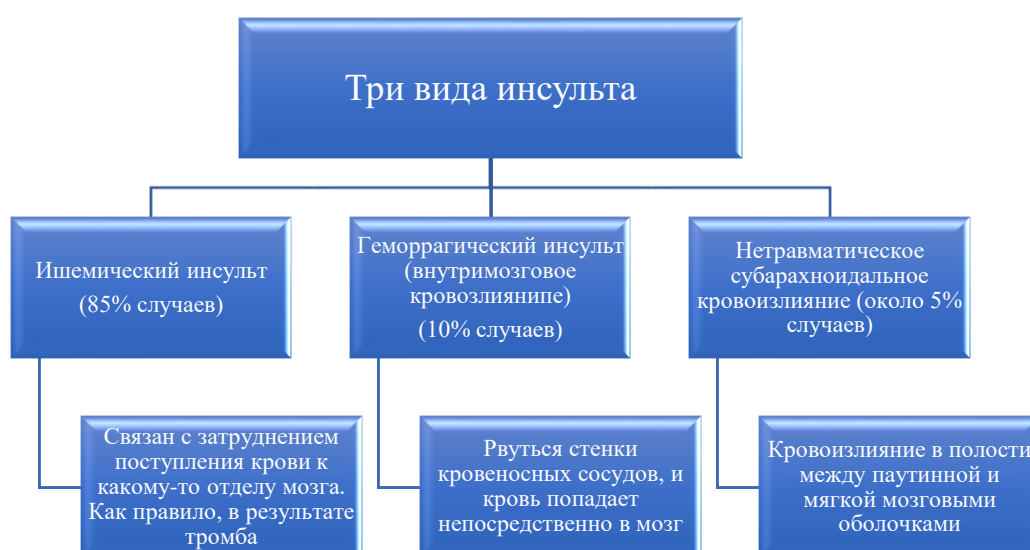 Три вида инсульта
Ишемический инсульт
(85% случаев)
Геморрагический инсульт
(внутримозговое
кровозлиянипе)
(10% случаев)
Нетравматическое
субарахноидальное
кровоизлияние (около 5%
случаев)
Связан с затруднением
поступления крови к
какому-то отделу мозга.
Как правило, в результате
тромба
Рвуться стенки
кровеносных сосудов, и
кровь попадает
непосредственно в мозг
Кровоизлияние в полости
между паутинной и
мягкой мозговыми
оболочками